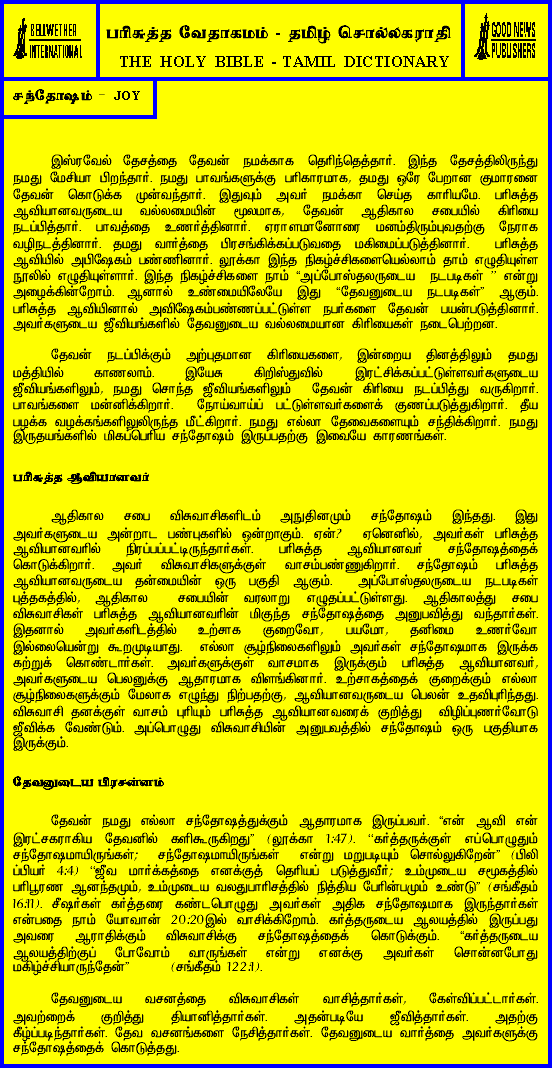 BELLWETHER
INTERNATIONAL
பரிசுத்த வேதாகமம் - தமிழ் சொல்லகராதி
THE HOLY BIBLE - TAMIL DICTIONARY
GOOD NEWS
PUBLISHERS
சந்தோஷம் - JOY
இஸ்ரவேல் தேசத்தை தேவன் நமக்காக தெரிந்தெத்தார். இந்த தேசத்திலிருந்து
நமது மேசியா பிறந்தார். நமது பாவங்களுக்கு பரிகாரமாக, தமது ஒரே பேறான குமாரனை
தேவன் கொடுக்க முன்வந்தார். இதுவும் அவர் நமக்கா செய்த காரியமே. பரிசுத்த
ஆவியானவருடைய வல்லமையின் மூலமாக, தேவன் ஆதிகால சபையில் கிரியை
நடப்பித்தார். பாவத்தை உணர்த்தினார். ஏராளமானோரை மனம்திரும்புவதற்கு நேராக
வழிநடத்தினார். தமது வார்த்தை பிரசங்கிக்கப்படுவதை மகிமைப்படுத்தினார். பரிசுத்த
ஆவியில் அபிஷேகம் பண்ணினார். லூக்கா இந்த நிகழ்ச்சிகளையெல்லாம் தாம் எழுதியுள்ள
நூலில் எழுதியுள்ளார். இந்த நிகழ்ச்சிகளை நாம் “அப்போஸ்தலருடைய நடபடிகள் ” என்று
அழைக்கின்றோம். ஆனால் உண்மையிலேயே இது “தேவனுடைய நடபடிகள்” ஆகும்.
பரிசுத்த ஆவியினால் அவிஷேகம்பண்ணப்பட்டுள்ள நபர்களை தேவன் பயன்படுத்தினார்.
அவர்களுடைய ஜீவியங்களில் தேவனுடைய வல்லமையான கிரியைகள் நடைபெற்றன.
தேவன் நடப்பிக்கும் அற்புதமான கிரியைகளை, இன்றைய தினத்திலும் தமது
மத்தியில் காணலாம். இயேசு கிறிஸ்துவில் இரட்சிக்கப்பட்டுள்ளவர்களுடைய
ஜீவியங்களிலும், நமது சொந்த ஜீவியங்களிலும் தேவன் கிரியை நடப்பித்து வருகிறார்.
பாவங்களை மன்னிக்கிறார். நோய்வாய்ப் பட்டுள்ளவர்களைக் குணப்படுத்துகிறார். தீய
பழக்க வழக்கங்களிலுலிருந்த மீட்கிறார். நமது எல்லா தேவைகளையும் சந்திக்கிறார். நமது
இருதயங்களில் மிகப்பெரிய சந்தோஷம் இருப்பதற்கு இவையே காரணங்கள்.
பரிசுத்த ஆவியானவர்
ஆதிகால சபை விசுவாசிகளிடம் அநுதினமும் சந்தோஷம் இந்தது. இது
அவர்களுடைய அன்றாட பண்புகளில் ஒன்றாகும். ஏன்? ஏனெனில், அவர்கள் பரிசுத்த
ஆவியானவரில் நிரப்பப்பட்டிருந்தார்கள். பரிசுத்த ஆவியானவர் சந்தோஷத்தைக்
கொடுக்கிறார். அவர் விசுவாசிகளுக்குள் வாசம்பண்ணுகிறார். சந்தோஷம் பரிசுத்த
ஆவியானவருடைய தன்மையின் ஒரு பகுதி ஆகும். அப்போஸ்தலருடைய நடபடிகள்
புத்தகத்தில், ஆதிகால சபையின் வரலாறு எழுதப்பட்டுள்ளது. ஆதிகாலத்து சபை
விசுவாசிகள் பரிசுத்த ஆவியானவரின் மிகுந்த சந்தோஷத்தை அனுபவித்து வந்தார்கள்.
இதனால் அவர்களிடத்தில் உற்சாக குறைவோ, பயமோ, தனிமை உணர்வோ
இல்லையென்று கூறமுடியாது. எல்லா சூழ்நிலைகளிலும் அவர்கள் சந்தோஷமாக இருக்க
கற்றுக் கொண்டார்கள். அவர்களுக்குள் வாசமாக இருக்கும் பரிசுத்த ஆவியானவர்,
அவர்களுடைய பெலனுக்கு ஆதாரமாக விளங்கினார். உற்சாகத்தைக் குறைக்கும் எல்லா
சூழ்நிலைகளுக்கும் மேலாக எழுந்து நிற்பதற்கு, ஆவியானவருடைய பெலன் உதவிபுரிந்தது.
விசுவாசி தனக்குள் வாசம் புரியும் பரிசுத்த ஆவியானவரைக் குறித்து விழிப்புணர்வோடு
ஜீவிக்க வேண்டும். அப்பொழுது விசுவாசியின் அனுபவத்தில் சந்தோஷம் ஒரு பகுதியாக
இருக்கும்.
தேவனுடைய பிரசன்னம்
தேவன் நமது எல்லா சந்தோஷத்துக்கும் ஆதாரமாக இருப்பவர். “என் ஆவி என்
இரட்சகராகிய தேவனில் களிகூருகிறது” (லூக்கா 1:47). “கர்த்தருக்குள் எப்பொழுதும்
சந்தோஷமாயிருங்கள்; சந்தோஷமாயிருங்கள் என்று மறுபடியும் சொல்லுகிறேன்” (பிலி
ப்பியர் 4:4) “ஜீவ மார்க்கத்தை எனக்குத் தெரியப் படுத்துவீர்; உம்முடைய சமூகத்தில்
பரிபூரண ஆனந்தமும், உம்முடைய வலதுபாரிசத்தில் நித்திய பேரின்பமும் உண்டு” (சங்கீதம்
16:11). சீஷர்கள் கர்த்தரை கண்டபொழுது அவர்கள் அதிக சந்தோஷமாக இருந்தார்கள்
என்பதை நாம் யோவான் 20:20இல் வாசிக்கிறோம். கர்த்தருடைய ஆலயத்தில் இருப்பது
அவரை ஆராதிக்கும் விசுவாசிக்கு சந்தோஷத்தைக் கொடுக்கும். “கர்த்தருடைய
ஆலயத்திற்குப் போவோம் வாருங்கள் என்று எனக்கு அவர்கள் சொன்னபோது
மகிழ்ச்சியாருந்தேன்” (சங்கீதம் 122:1).
தேவனுடைய வசனத்தை விசுவாசிகள் வாசித்தார்கள், கேள்விப்பட்டார்கள்.
அவற்றைக் குறித்து தியானித்தார்கள். அதன்படியே ஜீவித்தார்கள். அதற்கு
கீழ்ப்படிந்தார்கள். தேவ வசனங்களை நேசித்தார்கள். தேவனுடைய வார்த்தை அவர்களுக்கு
சந்தோஷத்தைக் கொடுத்தது.